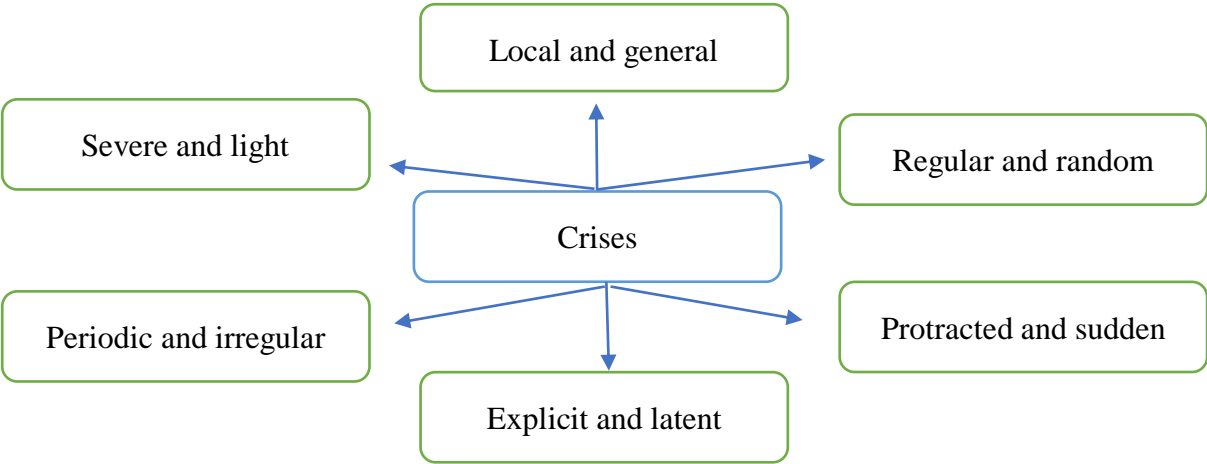 Local and general
Severe and light
Regular and random
Crises
Periodic and irregular
Protracted and sudden
Explicit and latent